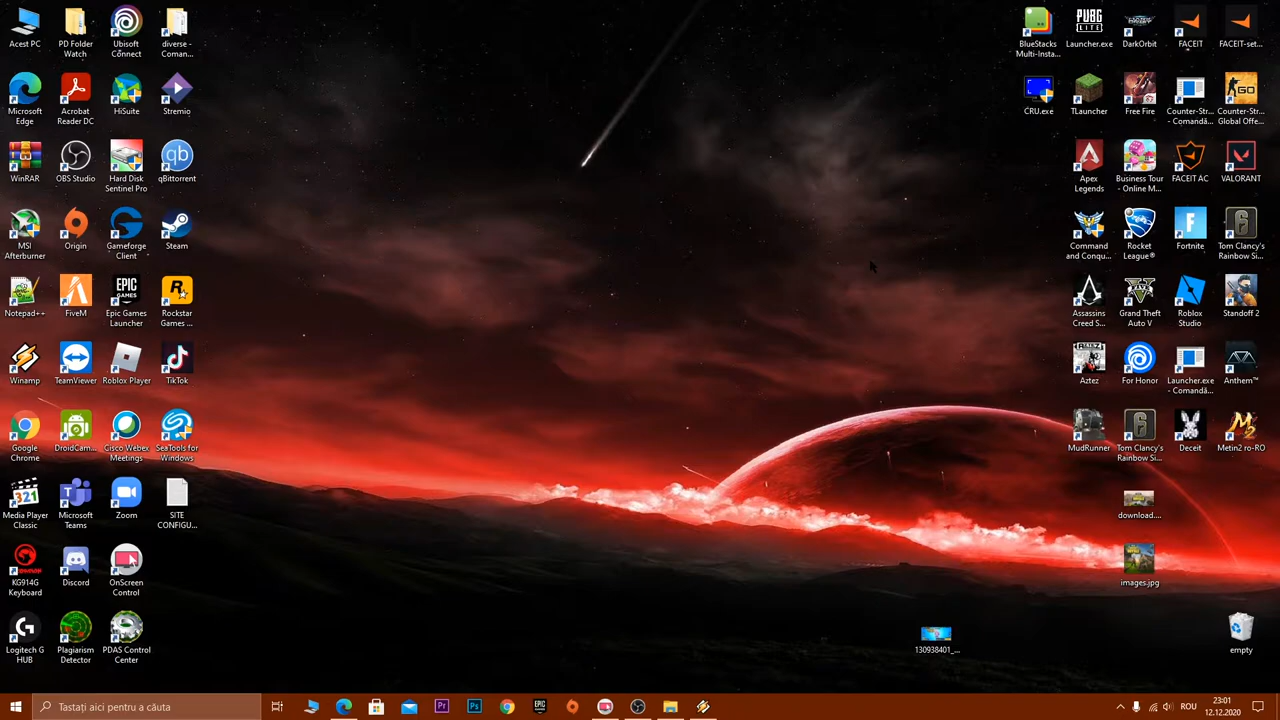 Acest PC
PD Folder
Watch
Ubisoft
Connect
diverse -
Coman...
Microsoft
Edge
Acrobat
Reader DC
HiSuite
Stremio
WinRAR
OBS Studio
Hard Disk
Sentinel Pro
qBittorrent
MSI
Afterburner
Origin
Gameforge
Client
Steam
Notepad++
FiveM
Epic Games
Launcher
Rockstar
Games ...
Winamp
TeamViewer
Roblox Player
TikTok
Google
Chrome
DroidCam...
Cisco Webex
Meetings
SeaTools for
Windows
Media Player
Classic
Microsoft
Teams
Zoom
SITE
CONFIGU...
KG914G
Keyboard
Discord
OnScreen
Control
Logitech G
HUB
Plagiarism
Detector
PDAS Control
Center
BlueStacks
Multi-Insta...
PUBG
LITE
Launcher.exe
DarkOrbit
FACEIT
FACEIT-set...
CRU.exe
TLauncher
Free Fire
Counter-Str...
- Comandă...
Counter-Str...
Global Offe...
Apex
Legends
Business Tour
- Online M...
FACEIT AC
VALORANT
Command
and Conqu...
Rocket
League®
Fortnite
Tom Clancy's
Rainbow Si...
Assassins
Creed S...
Grand Theft
Auto V
Roblox
Studio
Standoff 2
Aztez
For Honor
Launcher.exe
- Comandă...
Anthem™
MudRunner
Tom Clancy's
Rainbow Si...
Deceit
Metin2 ro-RO
download....
images.jpg
130938401_...
empty
Tastați aici pentru a căuta
ROU
23:01
12.12.2020